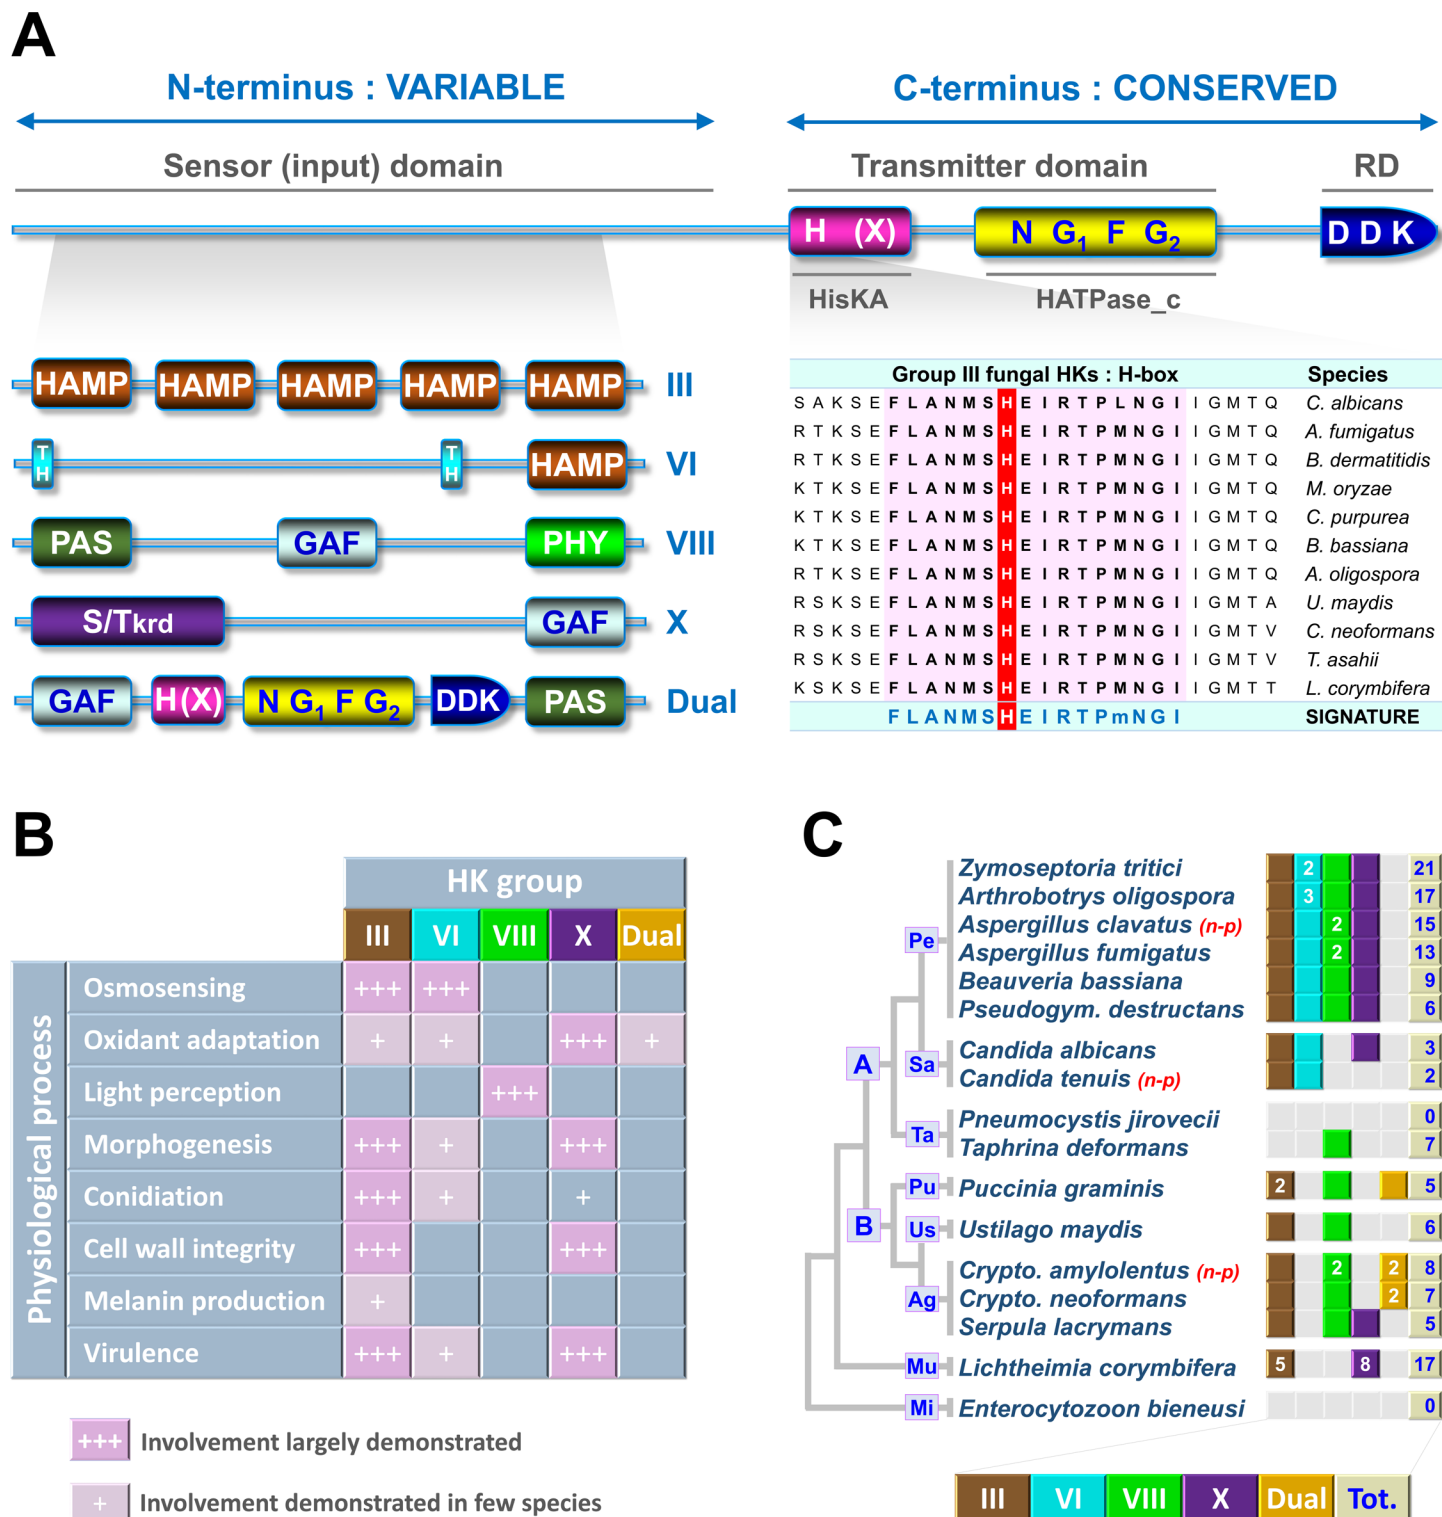 A
N-terminus : VARIABLE
C-terminus : CONSERVED
Sensor (input) domain
Transmitter domain
RD
H (X)
N G1 F G2
D D K
HisKA
HATPase_c
HAMP HAMP HAMP HAMP HAMP III
TH TH HAMP VI
PAS GAF PHY VIII
S/Tkrd GAF X
GAF H(X) N G1 F G2 DDK PAS Dual
Group III fungal HKs : H-box Species
S A K S E F L A N M S H E I R T P L N G I I G M T Q C. albicans
R T K S E F L A N M S H E I R T P M N G I I G M T Q A. fumigatus
R T K S E F L A N M S H E I R T P M N G I I G M T Q B. dermatitidis
K T K S E F L A N M S H E I R T P M N G I I G M T Q M. oryzae
K T K S E F L A N M S H E I R T P M N G I I G M T Q C. purpurea
K T K S E F L A N M S H E I R T P M N G I I G M T Q B. bassiana
R T K S E F L A N M S H E I R T P M N G I I G M T Q A. oligospora
R S K S E F L A N M S H E I R T P M N G I I G M T A U. maydis
R S K S E F L A N M S H E I R T P M N G I I G M T V C. neoformans
R S K S E F L A N M S H E I R T P M N G I I G M T V T. asahii
K S K S E F L A N M S H E I R T P M N G I I G M T T L. corymbifera
F L A N M S H E I R T P m N G I SIGNATURE
B
HK group
III VI VIII X Dual
Physiological process
Osmosensing +++ +++
Oxidant adaptation + + +++ +
Light perception +++
Morphogenesis +++ + +++
Conidiation +++ + +
Cell wall integrity +++ +++
Melanin production +
Virulence +++ + +++
+++ Involvement largely demonstrated
+ Involvement demonstrated in few species
C
A
B
Pe
Zymoseptoria tritici 2 21
Arthrobotrys oligospora 3 17
Aspergillus clavatus (n-p) 2 15
Aspergillus fumigatus 2 13
Beauveria bassiana 9
Pseudogym. destructans 6
Sa
Candida albicans 3
Candida tenuis (n-p) 2
Ta
Pneumocystis jirovecii 0
Taphrina deformans 7
Pu Puccinia graminis 2 5
Us Ustilago maydis 6
Ag
Crypto. amylolentus (n-p) 2 2 8
Crypto. neoformans 2 7
Serpula lacrymans 5
Mu Lichtheimia corymbifera 5 8 17
Mi Enterocytozoon bieneusi 0
III VI VIII X Dual Tot.